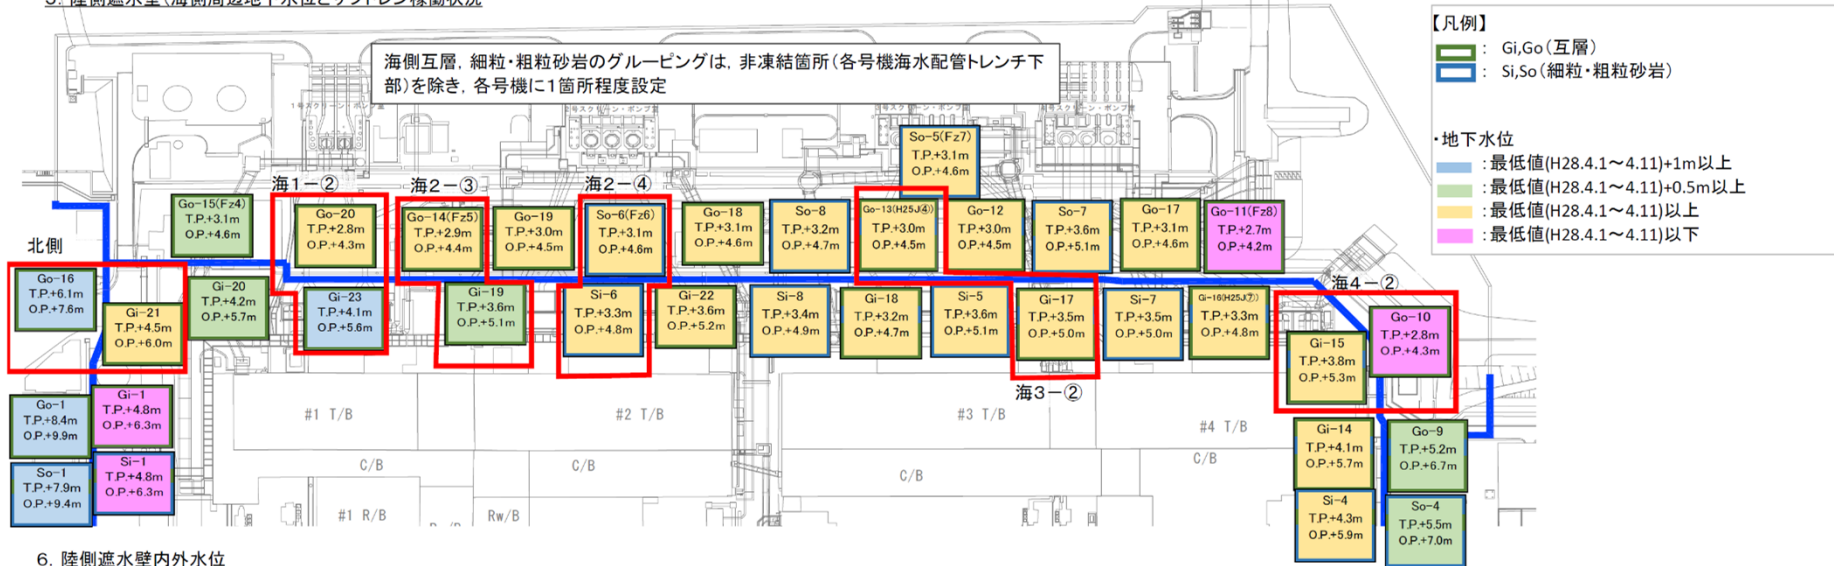 5．陸側遮水壁（海側周辺地下水位とサブドレン稼働状況
海側互層，細粒・粗粒砂岩のグルーピングは，非凍結箇所（各号機海水配管トレンチ下
部）を除き，各号機に１箇所程度設定
【凡例】
： Gi,Go（互層）
： Si,So（細粒・粗粒砂岩）
・地下水位
：最低値(H28.4.1～4.11)+1m以上
：最低値(H28.4.1～4.11)+0.5m以上
：最低値(H28.4.1～4.11)以上
：最低値(H28.4.1～4.11)以下
So-5(Fz7)
T.P.+3.1m
O.P.+4.6m
海1－②
海2－③
海2－④
Go-15(Fz4)
T.P.+3.1m
O.P.+4.6m
Go-20
T.P.+2.8m
O.P.+4.3m
Go-14(Fz5)
T.P.+2.9m
O.P.+4.4m
Go-19
T.P.+3.0m
O.P.+4.5m
So-6(Fz6)
T.P.+3.1m
O.P.+4.6m
Go-18
T.P.+3.1m
O.P.+4.6m
So-8
T.P.+3.2m
O.P.+4.7m
Go-13(H25J④)
T.P.+3.0m
O.P.+4.5m
Go-12
T.P.+3.0m
O.P.+4.5m
So-7
T.P.+3.6m
O.P.+5.1m
Go-17
T.P.+3.1m
O.P.+4.6m
Go-11(Fz8)
T.P.+2.7m
O.P.+4.2m
北側
Go-16
T.P.+6.1m
O.P.+7.6m
Gi-21
T.P.+4.5m
O.P.+6.0m
Gi-20
T.P.+4.2m
O.P.+5.7m
Gi-23
T.P.+4.1m
O.P.+5.6m
Gi-19
T.P.+3.6m
O.P.+5.1m
Si-6
T.P.+3.3m
O.P.+4.8m
Gi-22
T.P.+3.6m
O.P.+5.2m
Si-8
T.P.+3.4m
O.P.+4.9m
Gi-18
T.P.+3.2m
O.P.+4.7m
Si-5
T.P.+3.6m
O.P.+5.1m
Gi-17
T.P.+3.5m
O.P.+5.0m
Si-7
T.P.+3.5m
O.P.+5.0m
Gi-16(H25J⑦)
T.P.+3.3m
O.P.+4.8m
海4－②
Gi-15
T.P.+3.8m
O.P.+5.3m
Go-10
T.P.+2.8m
O.P.+4.3m
海3－②
Go-1
T.P.+8.4m
O.P.+9.9m
Gi-1
T.P.+4.8m
O.P.+6.3m
So-1
T.P.+7.9m
O.P.+9.4m
Si-1
T.P.+4.8m
O.P.+6.3m
Gi-14
T.P.+4.1m
O.P.+5.7m
Go-9
T.P.+5.2m
O.P.+6.7m
Si-4
T.P.+4.3m
O.P.+5.9m
So-4
T.P.+5.5m
O.P.+7.0m
#1 T/B
#2 T/B
#3 T/B
#4 T/B
C/B
C/B
C/B
C/B
#1 R/B
Rw/B
6．陸側遮水壁内外水位